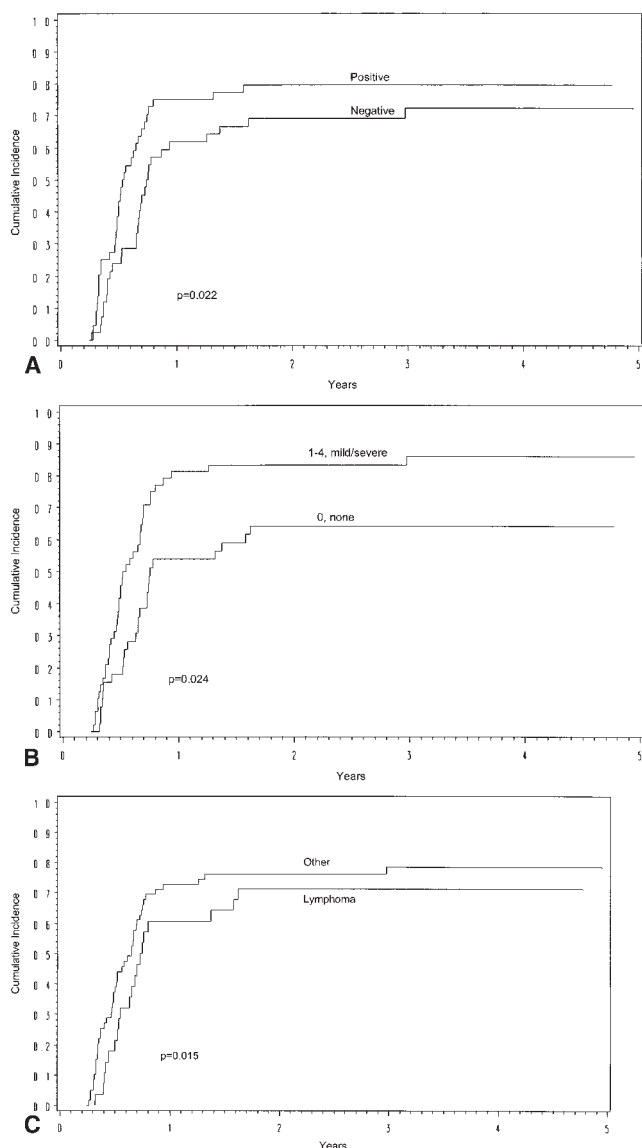 1 0
0 9
0 8
0 7
0 6
0 5
0 4
0 3
0 2
0 1
0 0
Cumulative Incidence
Positive
Negative
p=0.022
0 1 2 3 4 5
Years
A
1 0
0 9
0 8
0 7
0 6
0 5
0 4
0 3
0 2
0 1
0 0
Cumulative Incidence
1-4, mild/severe
0, none
p=0.024
0 1 2 3 4 5
Years
B
1 0
0 9
0 8
0 7
0 6
0 5
0 4
0 3
0 2
0 1
0 0
Cumulative Incidence
Other
Lymphoma
p=0.015
0 1 2 3 4 5
Years
C